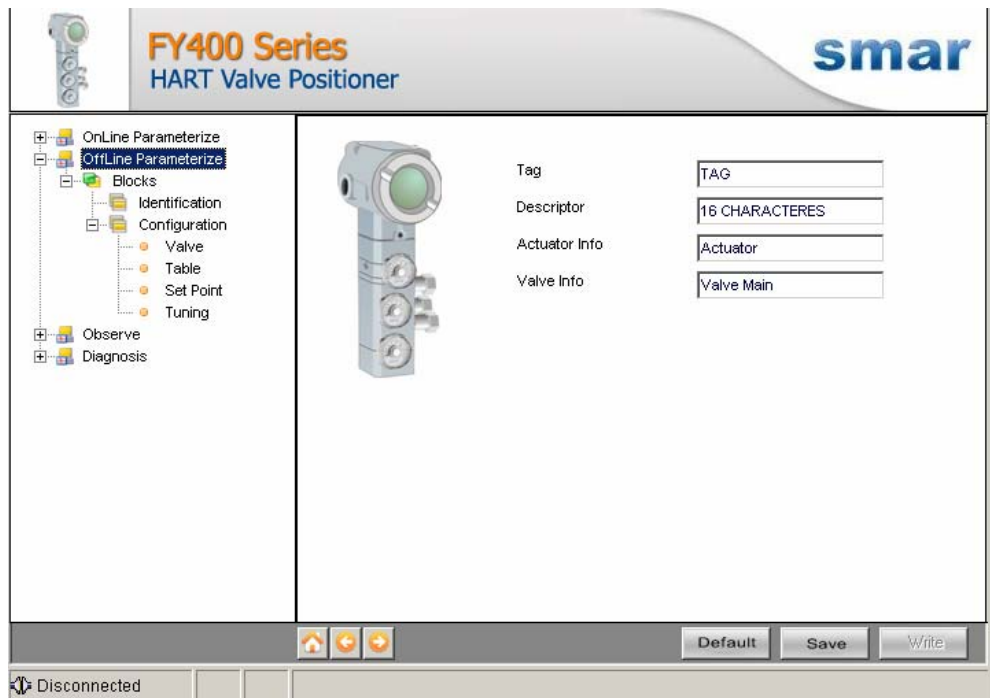 FY400 Series
HART Valve Positioner
smar
OnLine Parameterize
OffLine Parameterize
Blocks
Identification
Configuration
Valve
Table
Set Point
Tuning
Observe
Diagnosis
Tag
TAG
Descriptor
16 CHARACTERES
Actuator Info
Actuator
Valve Info
Valve Main
Default
Save
Write
Disconnected